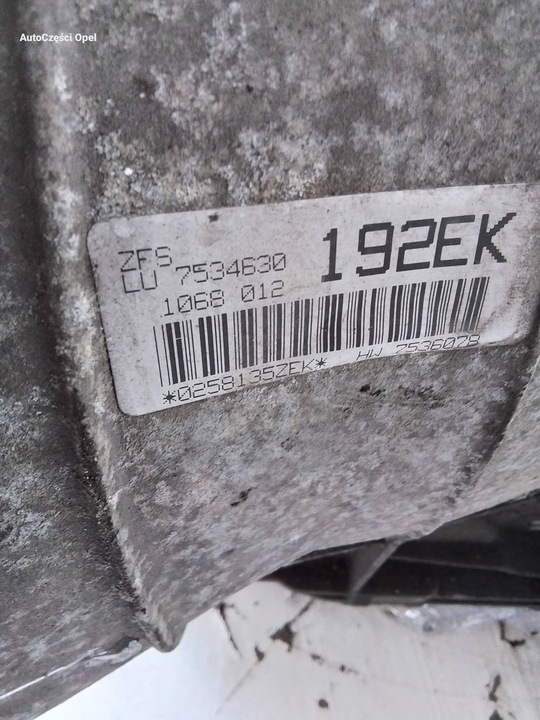 AutoCzęści Opel
ZFS
LU 7534630
192EK
1068 012
*0258135ZEK* HW 7536078